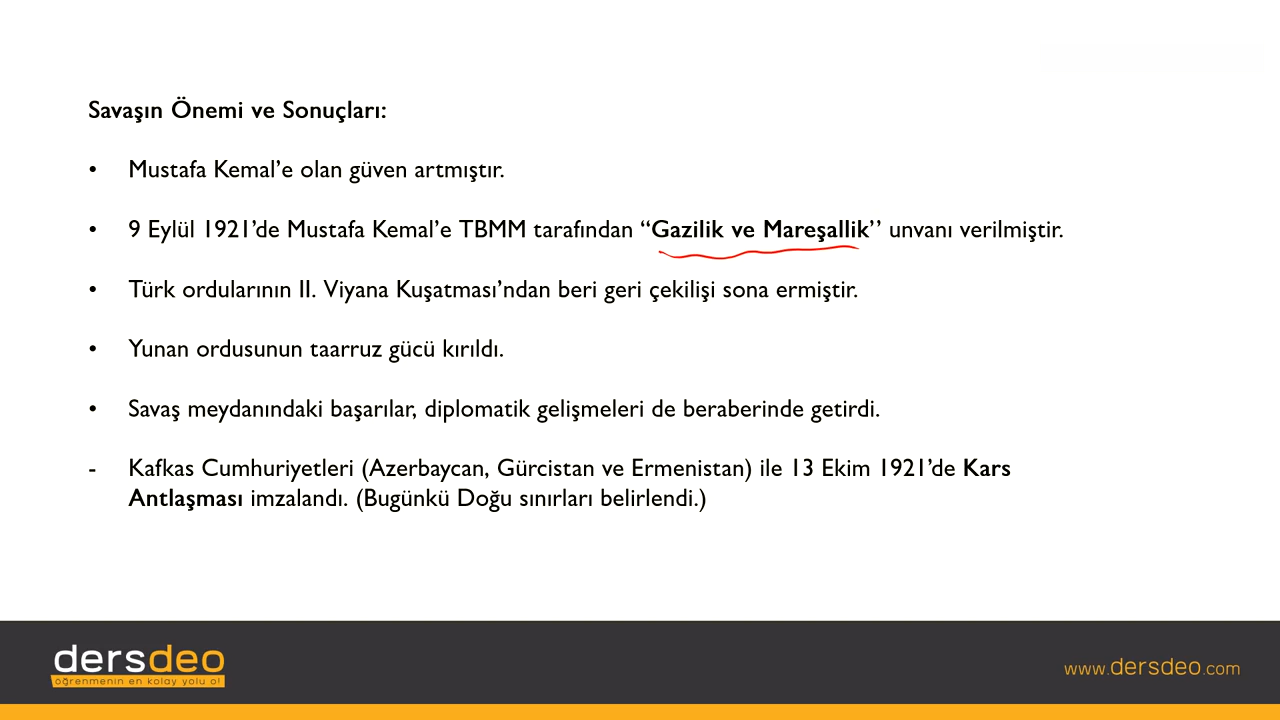 Savaşın Önemi ve Sonuçları:
• Mustafa Kemal’e olan güven artmıştır.
• 9 Eylül 1921’de Mustafa Kemal’e TBMM tarafından “Gazilik ve Mareşallik’’ unvanı verilmiştir.
• Türk ordularının II. Viyana Kuşatması’ndan beri geri çekilişi sona ermiştir.
• Yunan ordusunun taarruz gücü kırıldı.
• Savaş meydanındaki başarılar, diplomatik gelişmeleri de beraberinde getirdi.
- Kafkas Cumhuriyetleri (Azerbaycan, Gürcistan ve Ermenistan) ile 13 Ekim 1921’de Kars
Antlaşması imzalandı. (Bugünkü Doğu sınırları belirlendi.)
dersdeo
öğrenmenin en kolay yolu o!
www.dersdeo.com